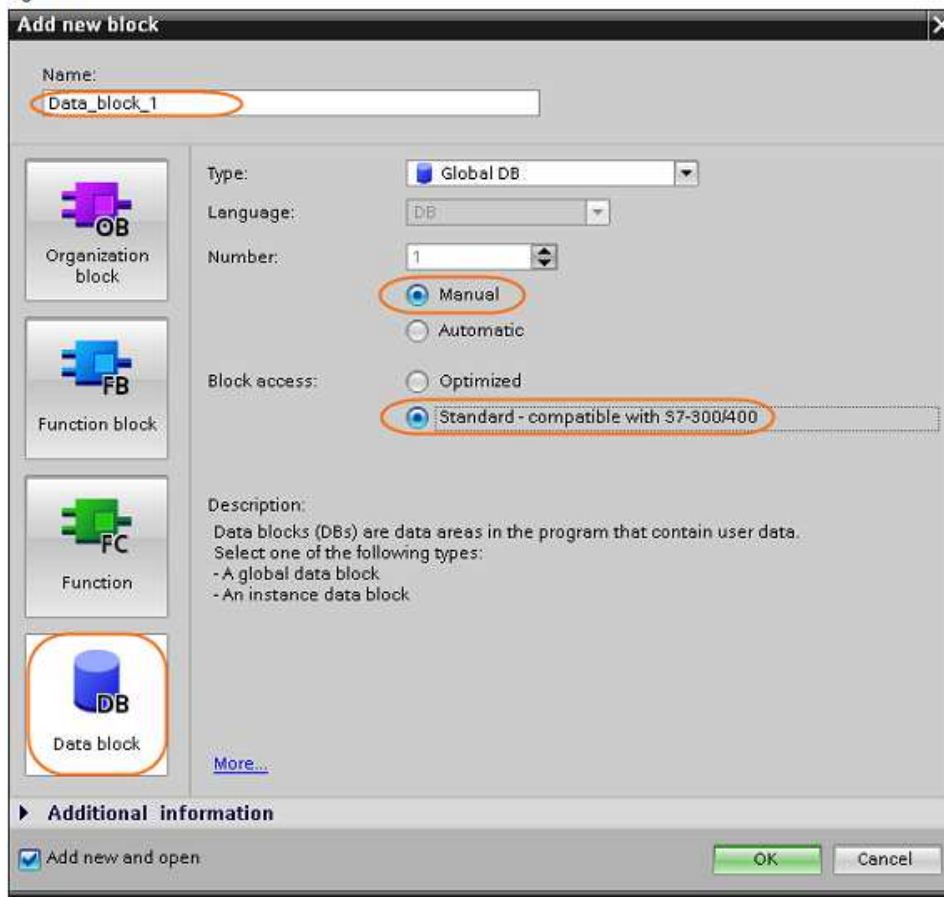 Add new block
Name:
Data_block_1
OB
Organization
block
FB
Function block
FC
Function
DB
Data block
Type:
Global DB
Language:
DB
Number:
1
Manual
Automatic
Block access:
Optimized
Standard - compatible with S7-300/400
Description:
Data blocks (DBs) are data areas in the program that contain user data.
Select one of the following types:
- A global data block
- An instance data block
More...
Additional information
Add new and open
OK
Cancel